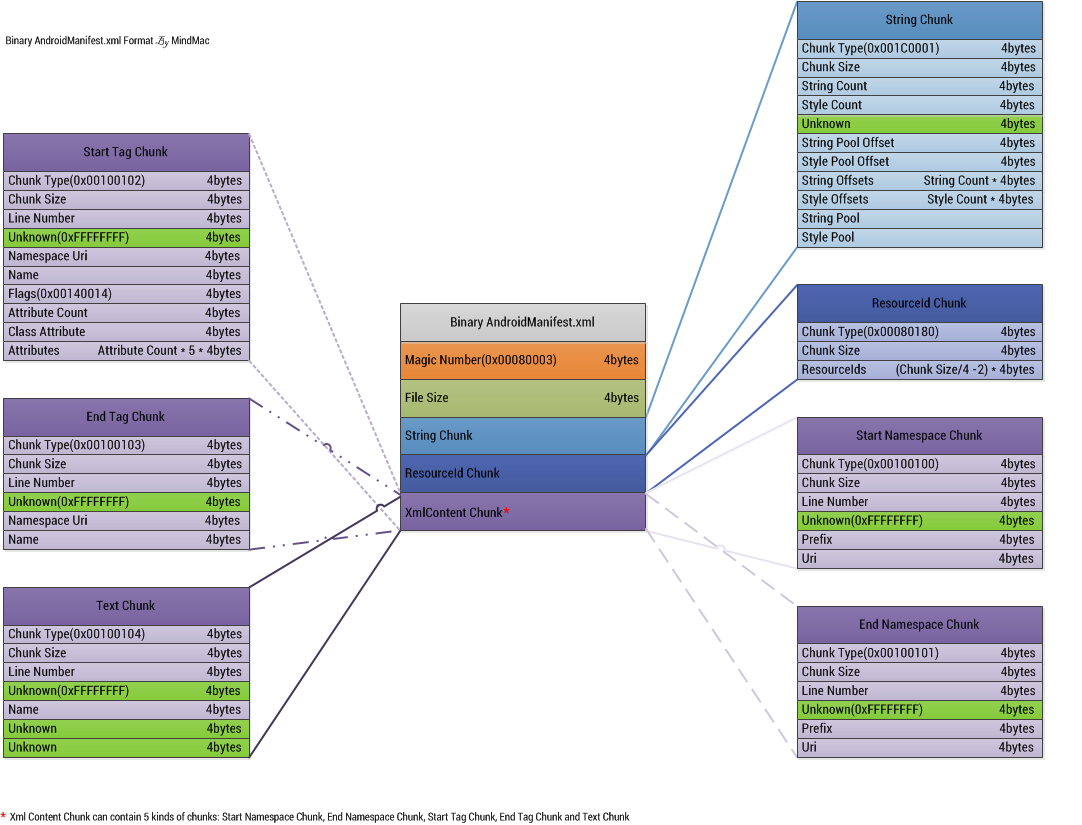 Binary AndroidManifest.xml Format By MindMac
Start Tag Chunk
Chunk Type(0x00100102) 4bytes
Chunk Size 4bytes
Line Number 4bytes
Unknown(0xFFFFFFFF) 4bytes
Namespace Uri 4bytes
Name 4bytes
Flags(0x00140014) 4bytes
Attribute Count 4bytes
Class Attribute 4bytes
Attributes Attribute Count * 5 * 4bytes
End Tag Chunk
Chunk Type(0x00100103) 4bytes
Chunk Size 4bytes
Line Number 4bytes
Unknown(0xFFFFFFFF) 4bytes
Namespace Uri 4bytes
Name 4bytes
Text Chunk
Chunk Type(0x00100104) 4bytes
Chunk Size 4bytes
Line Number 4bytes
Unknown(0xFFFFFFFF) 4bytes
Name 4bytes
Unknown 4bytes
Unknown 4bytes
Binary AndroidManifest.xml
Magic Number(0x00080003) 4bytes
File Size 4bytes
String Chunk
ResourceId Chunk
XmlContent Chunk*
String Chunk
Chunk Type(0x001C0001) 4bytes
Chunk Size 4bytes
String Count 4bytes
Style Count 4bytes
Unknown 4bytes
String Pool Offset 4bytes
Style Pool Offset 4bytes
String Offsets String Count * 4bytes
Style Offsets Style Count * 4bytes
String Pool
Style Pool
ResourceId Chunk
Chunk Type(0x00080180) 4bytes
Chunk Size 4bytes
ResourceIds (Chunk Size/4 -2) * 4bytes
Start Namespace Chunk
Chunk Type(0x00100100) 4bytes
Chunk Size 4bytes
Line Number 4bytes
Unknown(0xFFFFFFFF) 4bytes
Prefix 4bytes
Uri 4bytes
End Namespace Chunk
Chunk Type(0x00100101) 4bytes
Chunk Size 4bytes
Line Number 4bytes
Unknown(0xFFFFFFFF) 4bytes
Prefix 4bytes
Uri 4bytes
* Xml Content Chunk can contain 5 kinds of chunks: Start Namespace Chunk, End Namespace Chunk, Start Tag Chunk, End Tag Chunk and Text Chunk